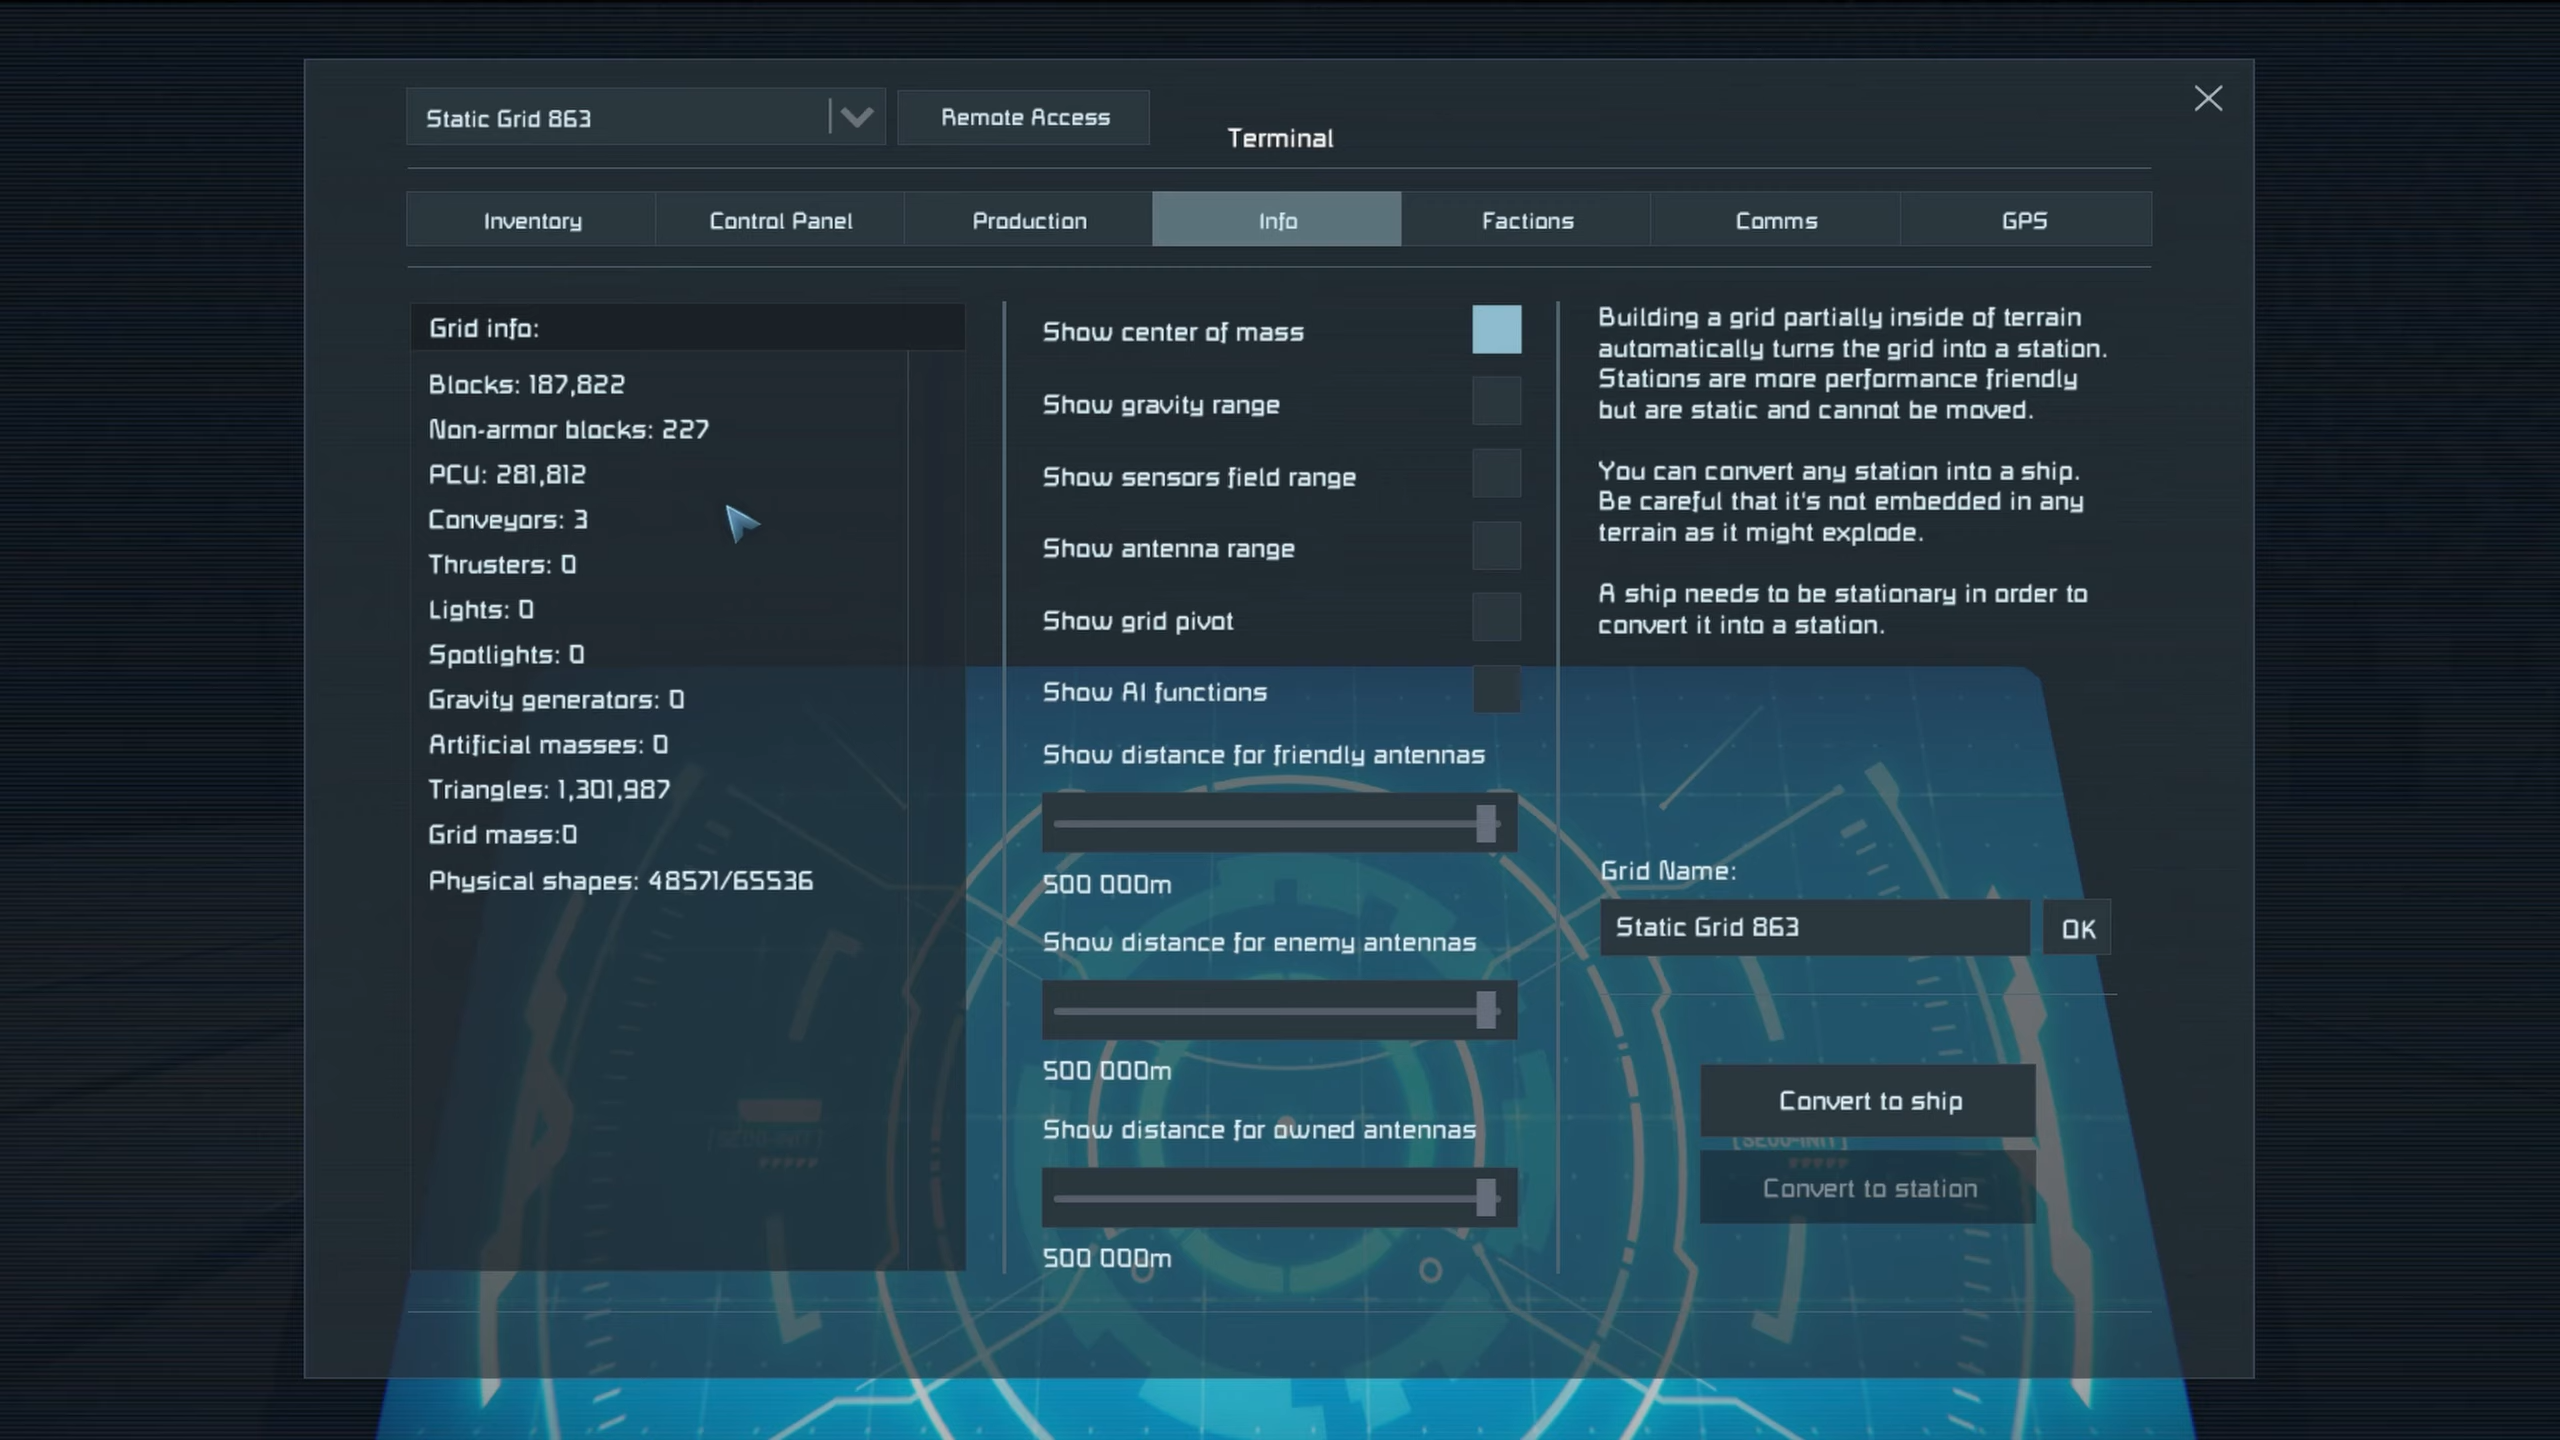 Static Grid 863
Remote Access
Terminal
Inventory
Control Panel
Production
Info
Factions
Comms
GPS
Grid info:
Blocks: 187,822
Non-armor blocks: 227
PCU: 281,812
Conveyors: 3
Thrusters: 0
Lights: 0
Spotlights: 0
Gravity generators: 0
Artificial masses: 0
Triangles: 1,301,987
Grid mass:0
Physical shapes: 48571/65536
Show center of mass
Show gravity range
Show sensors field range
Show antenna range
Show grid pivot
Show AI functions
Show distance for friendly antennas
500 000m
Show distance for enemy antennas
500 000m
Show distance for owned antennas
500 000m
Building a grid partially inside of terrain
automatically turns the grid into a station.
Stations are more performance friendly
but are static and cannot be moved.
You can convert any station into a ship.
Be careful that it's not embedded in any
terrain as it might explode.
A ship needs to be stationary in order to
convert it into a station.
Grid Name:
Static Grid 863
OK
Convert to ship
Convert to station